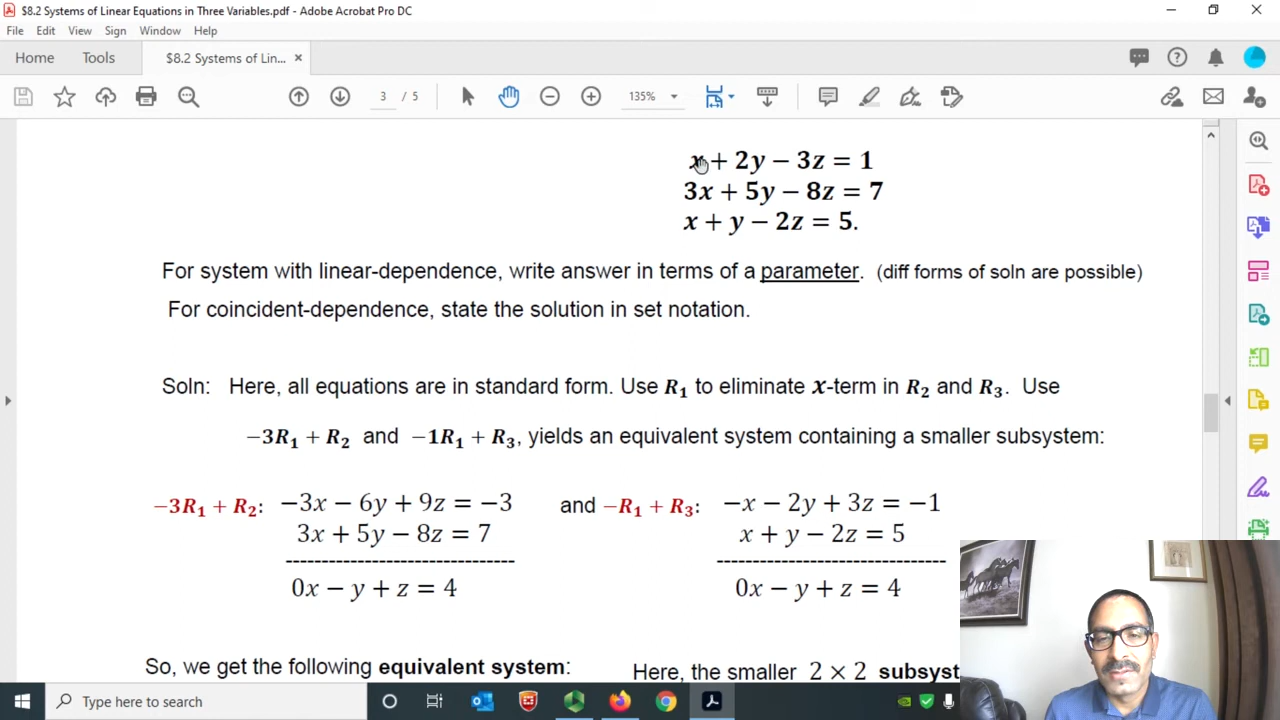 $8.2 Systems of Linear Equations in Three Variables.pdf - Adobe Acrobat Pro DC
File Edit View Sign Window Help
Home Tools $8.2 Systems of Lin... ×
3 / 5 135%
x + 2y − 3z = 1
3x + 5y − 8z = 7
x + y − 2z = 5.
For system with linear-dependence, write answer in terms of a parameter. (diff forms of soln are possible)
For coincident-dependence, state the solution in set notation.
Soln: Here, all equations are in standard form. Use R₁ to eliminate x-term in R₂ and R₃. Use
−3R₁ + R₂ and −1R₁ + R₃, yields an equivalent system containing a smaller subsystem:
−3R₁ + R₂: −3x − 6y + 9z = −3 and −R₁ + R₃: −x − 2y + 3z = −1
3x + 5y − 8z = 7 x + y − 2z = 5
------------------------------- -------------------------------
0x − y + z = 4 0x − y + z = 4
So, we get the following equivalent system: Here, the smaller 2 × 2 subsyst
Type here to search